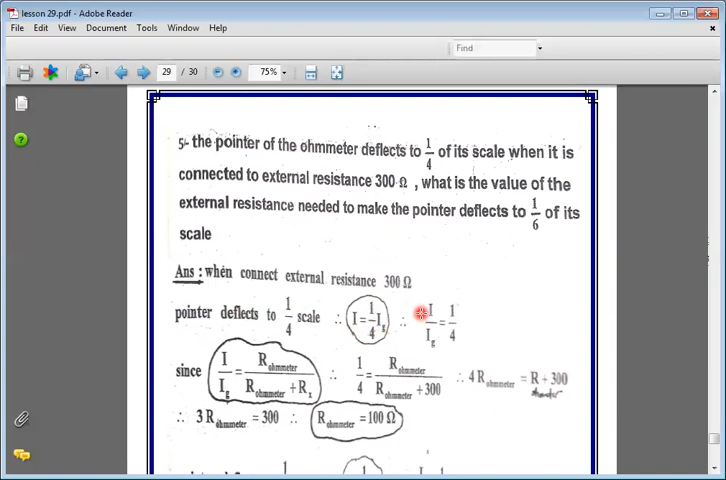 lesson 29.pdf - Adobe Reader
File Edit View Document Tools Window Help
Find
29 / 30 75%
5- the pointer of the ohmmeter deflects to 1/4 of its scale when it is
connected to external resistance 300 Ω , what is the value of the
external resistance needed to make the pointer deflects to 1/6 of its
scale
Ans : when connect external resistance 300 Ω
pointer deflects to 1/4 scale ∴ I = 1/4 Ig ∴ I/Ig = 1/4
since I/Ig = Rohmmeter/(Rohmmeter + Rx) ∴ 1/4 = Rohmmeter/(Rohmmeter + 300) ∴ 4 Rohmmeter = R + 300
∴ 3 Rohmmeter = 300 ∴ Rohmmeter = 100 Ω